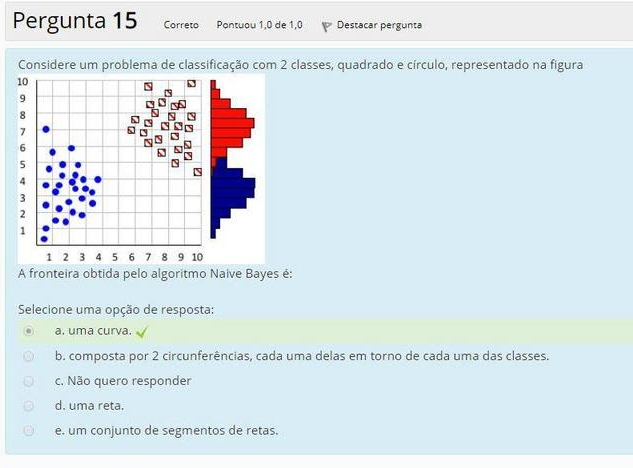 Pergunta 15 Correto Pontuou 1,0 de 1,0 Destacar pergunta
Considere um problema de classificação com 2 classes, quadrado e círculo, representado na figura
10
9
8
7
6
5
4
3
2
1
1 2 3 4 5 6 7 8 9 10
A fronteira obtida pelo algoritmo Naive Bayes é:
Selecione uma opção de resposta:
a. uma curva.
b. composta por 2 circunferências, cada uma delas em torno de cada uma das classes.
c. Não quero responder
d. uma reta.
e. um conjunto de segmentos de retas.